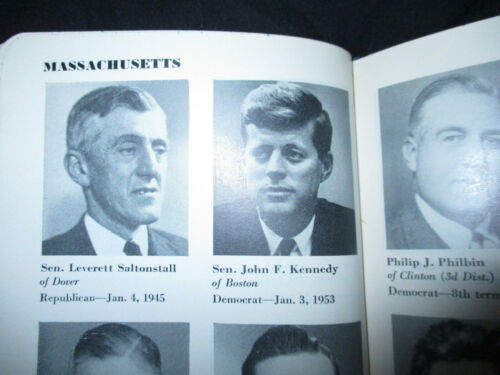 MASSACHUSETTS
Sen. Leverett Saltonstall
of Dover
Republican—Jan. 4, 1945
Sen. John F. Kennedy
of Boston
Democrat—Jan. 3, 1953
Philip J. Philbin
of Clinton (3d Dist.)
Democrat—8th term